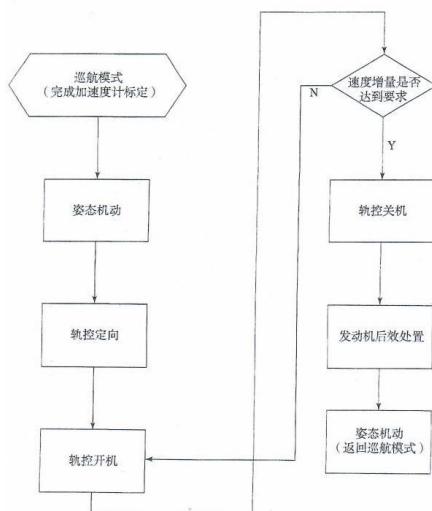 巡航模式
(完成加速度计标定)
姿态机动
轨控定向
轨控开机
速度增量是否
达到要求
N
Y
轨控关机
发动机后效处置
姿态机动
(返回巡航模式)